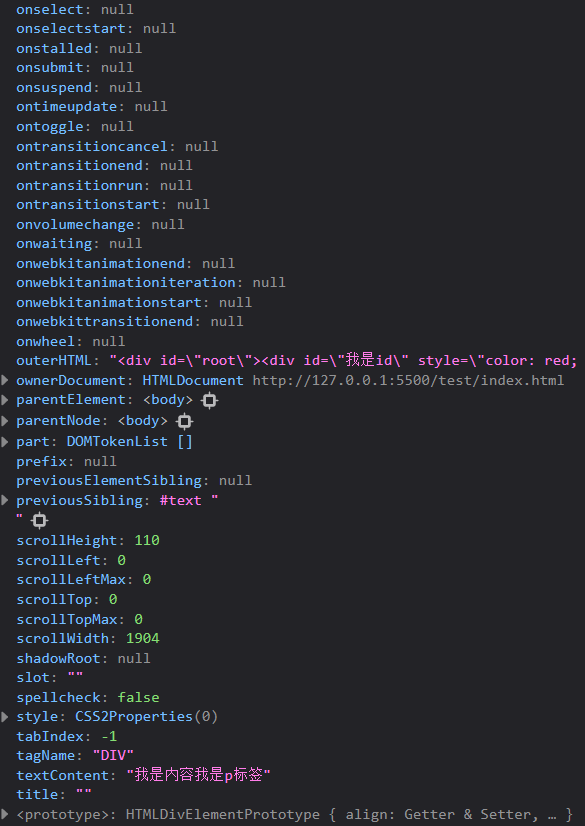 onselect: null
onselectstart: null
onstalled: null
onsubmit: null
onsuspend: null
ontimeupdate: null
ontoggle: null
ontransitioncancel: null
ontransitionend: null
ontransitionrun: null
ontransitionstart: null
onvolumechange: null
onwaiting: null
onwebkitanimationend: null
onwebkitanimationiteration: null
onwebkitanimationstart: null
onwebkittransitionend: null
onwheel: null
outerHTML: "<div id=\"root\"><div id=\"我是id\" style=\"color: red;
ownerDocument: HTMLDocument http://127.0.0.1:5500/test/index.html
parentElement: <body>
parentNode: <body>
part: DOMTokenList []
prefix: null
previousElementSibling: null
previousSibling: #text "
"
scrollHeight: 110
scrollLeft: 0
scrollLeftMax: 0
scrollTop: 0
scrollTopMax: 0
scrollWidth: 1904
shadowRoot: null
slot: ""
spellcheck: false
style: CSS2Properties(0)
tabIndex: -1
tagName: "DIV"
textContent: "我是内容我是p标签"
title: ""
<prototype>: HTMLDivElementPrototype { align: Getter & Setter, … }